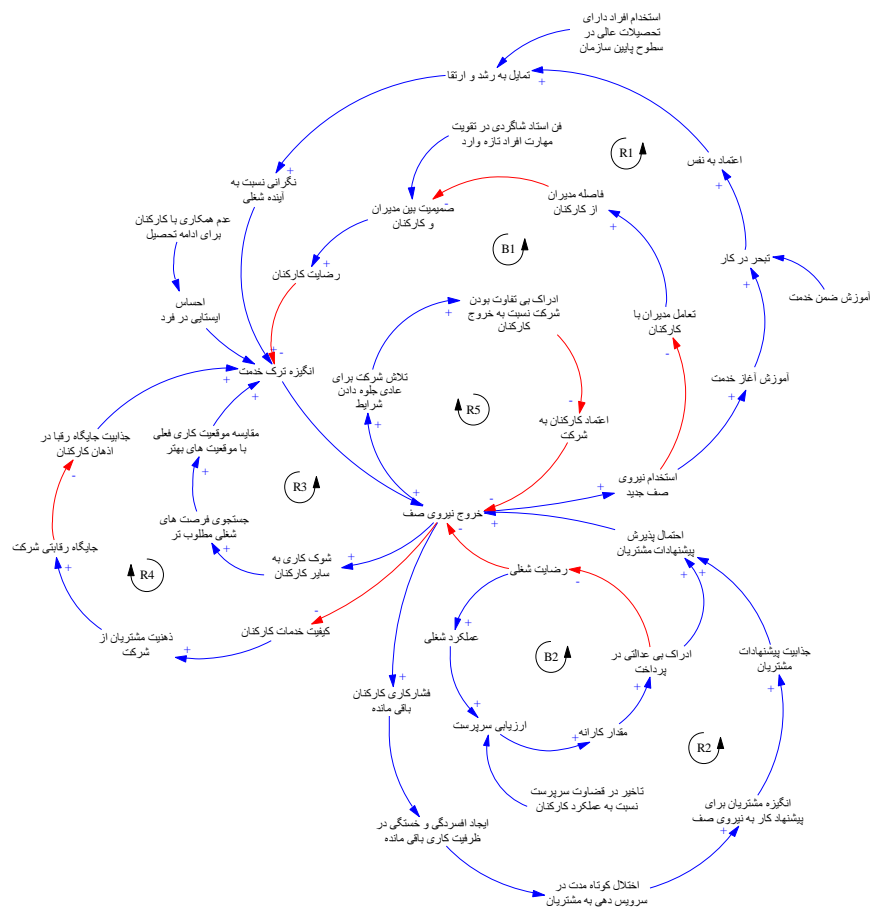 استخدام افراد دارای
تحصیلات عالی در
سطوح پایین سازمان
تمایل به رشد و ارتقا
+
فن استاد شاگردی در تقویت
مهارت افراد تازه وارد
R1
اعتماد به نفس
+
نگرانی نسبت به
آینده شغلی
+
فاصله مدیران
از کارکنان
+
صمیمیت بین مدیران
و کارکنان
-
عدم همکاری با کارکنان
برای ادامه تحصیل
B1
رضایت کارکنان
+
تبحر در کار
+
آموزش ضمن خدمت
احساس
ایستایی در فرد
ادراک بی تفاوت بودن
شرکت نسبت به خروج
کارکنان
+
تعامل مدیران با
کارکنان
-
انگیزه ترک خدمت
+
-
+
+
+
تلاش شرکت برای
عادی جلوه دادن
شرایط
+
آموزش آغاز خدمت
+
R5
اعتماد کارکنان به
شرکت
-
جذابیت جایگاه رقبا در
اذهان کارکنان
-
مقایسه موقعیت کاری فعلی
با موقعیت های بهتر
+
استخدام نیروی
صف جدید
+
R3
خروج نیروی صف
+
-
-
+
جستجوی فرصت های
شغلی مطلوب تر
+
احتمال پذیرش
پیشنهادات مشتریان
+
+
جایگاه رقابتی شرکت
+
R4
شوک کاری به
سایر کارکنان
+
رضایت شغلی
-
کیفیت خدمات کارکنان
-
عملکرد شغلی
+
ذهنیت مشتریان از
شرکت
+
B2
ادراک بی عدالتی در
پرداخت
+
جذابیت پیشنهادات
مشتریان
+
فشارکاری کارکنان
باقی مانده
+
ارزیابی سرپرست
+
مقدار کارانه
+
R2
تاخیر در قضاوت سرپرست
نسبت به عملکرد کارکنان
انگیزه مشتریان برای
پیشنهاد کار به نیروی صف
+
ایجاد افسردگی و خستگی در
ظرفیت کاری باقی مانده
+
اختلال کوتاه مدت در
سرویس دهی به مشتریان
+